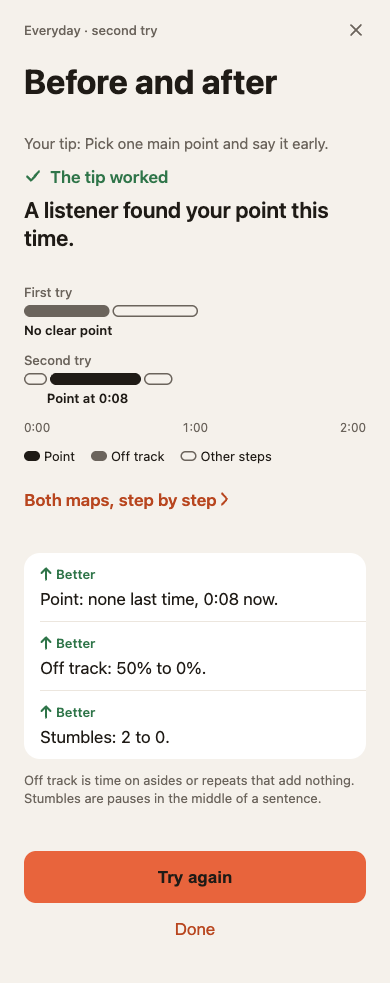 Everyday · second try
Before and after
Your tip: Pick one main point and say it early.
The tip worked
A listener found your point this
time.
First try
No clear point
Second try
Point at 0:08
0:00 1:00 2:00
Point Off track Other steps
Both maps, step by step
Better
Point: none last time, 0:08 now.
Better
Off track: 50% to 0%.
Better
Stumbles: 2 to 0.
Off track is time on asides or repeats that add nothing.
Stumbles are pauses in the middle of a sentence.
Try again
Done